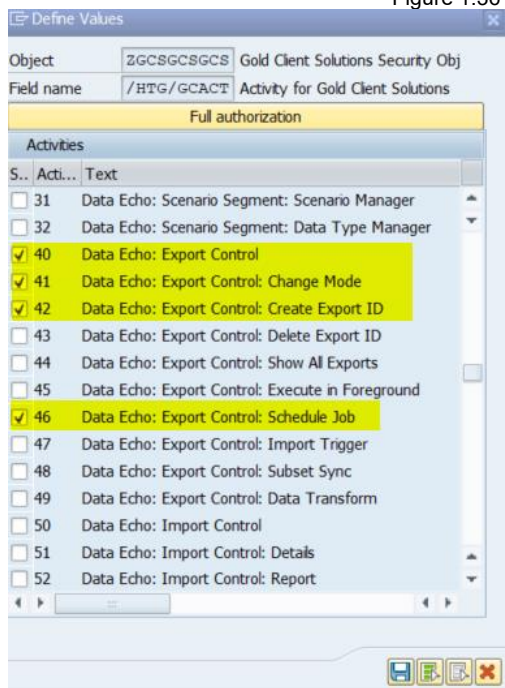 Figure 1.36
Define Values
Object ZGCSGCSGCS Gold Client Solutions Security Obj
Field name /HTG/GCACT Activity for Gold Client Solutions
Full authorization
Activities
S.. Acti... Text
31 Data Echo: Scenario Segment: Scenario Manager
32 Data Echo: Scenario Segment: Data Type Manager
40 Data Echo: Export Control
41 Data Echo: Export Control: Change Mode
42 Data Echo: Export Control: Create Export ID
43 Data Echo: Export Control: Delete Export ID
44 Data Echo: Export Control: Show All Exports
45 Data Echo: Export Control: Execute in Foreground
46 Data Echo: Export Control: Schedule Job
47 Data Echo: Export Control: Import Trigger
48 Data Echo: Export Control: Subset Sync
49 Data Echo: Export Control: Data Transform
50 Data Echo: Import Control
51 Data Echo: Import Control: Details
52 Data Echo: Import Control: Report